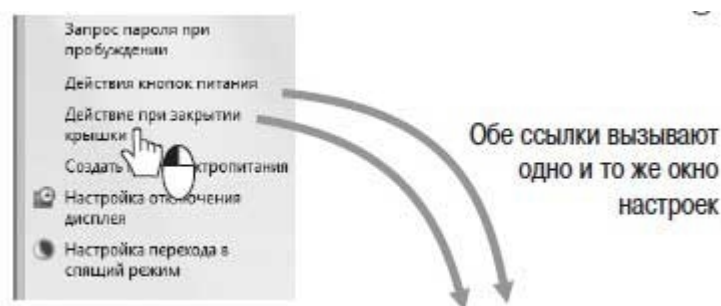 Запрос пароля при
пробуждении
Действия кнопок питания
Действие при закрытии
крышки
Создать ктропитания
Настройка отключения
дисплея
Настройка перехода в
спящий режим
Обе ссылки вызывают
одно и то же окно
настроек